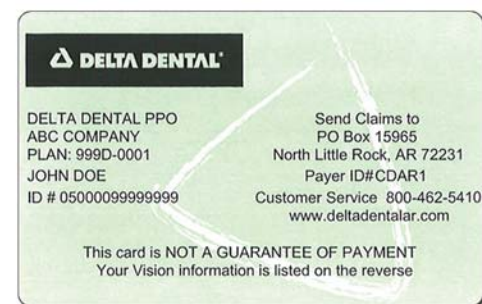 DELTA DENTAL
DELTA DENTAL PPO
ABC COMPANY
PLAN: 999D-0001
JOHN DOE
ID # 05000099999999
Send Claims to
PO Box 15965
North Little Rock, AR 72231
Payer ID#CDAR1
Customer Service 800-462-5410
www.deltadentalar.com
This card is NOT A GUARANTEE OF PAYMENT
Your Vision information is listed on the reverse